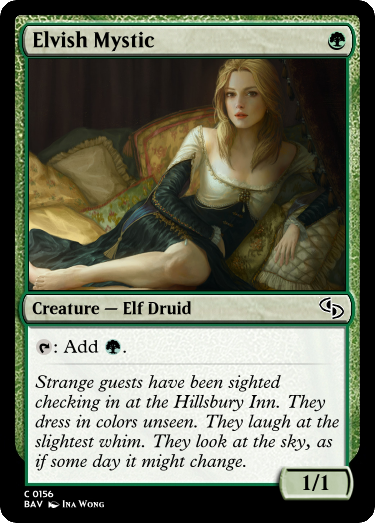 Elvish Mystic
Creature — Elf Druid
: Add .
Strange guests have been sighted
checking in at the Hillsbury Inn. They
dress in colors unseen. They laugh at the
slightest whim. They look at the sky, as
if some day it might change.
1/1
C 0156
BAV Ina Wong